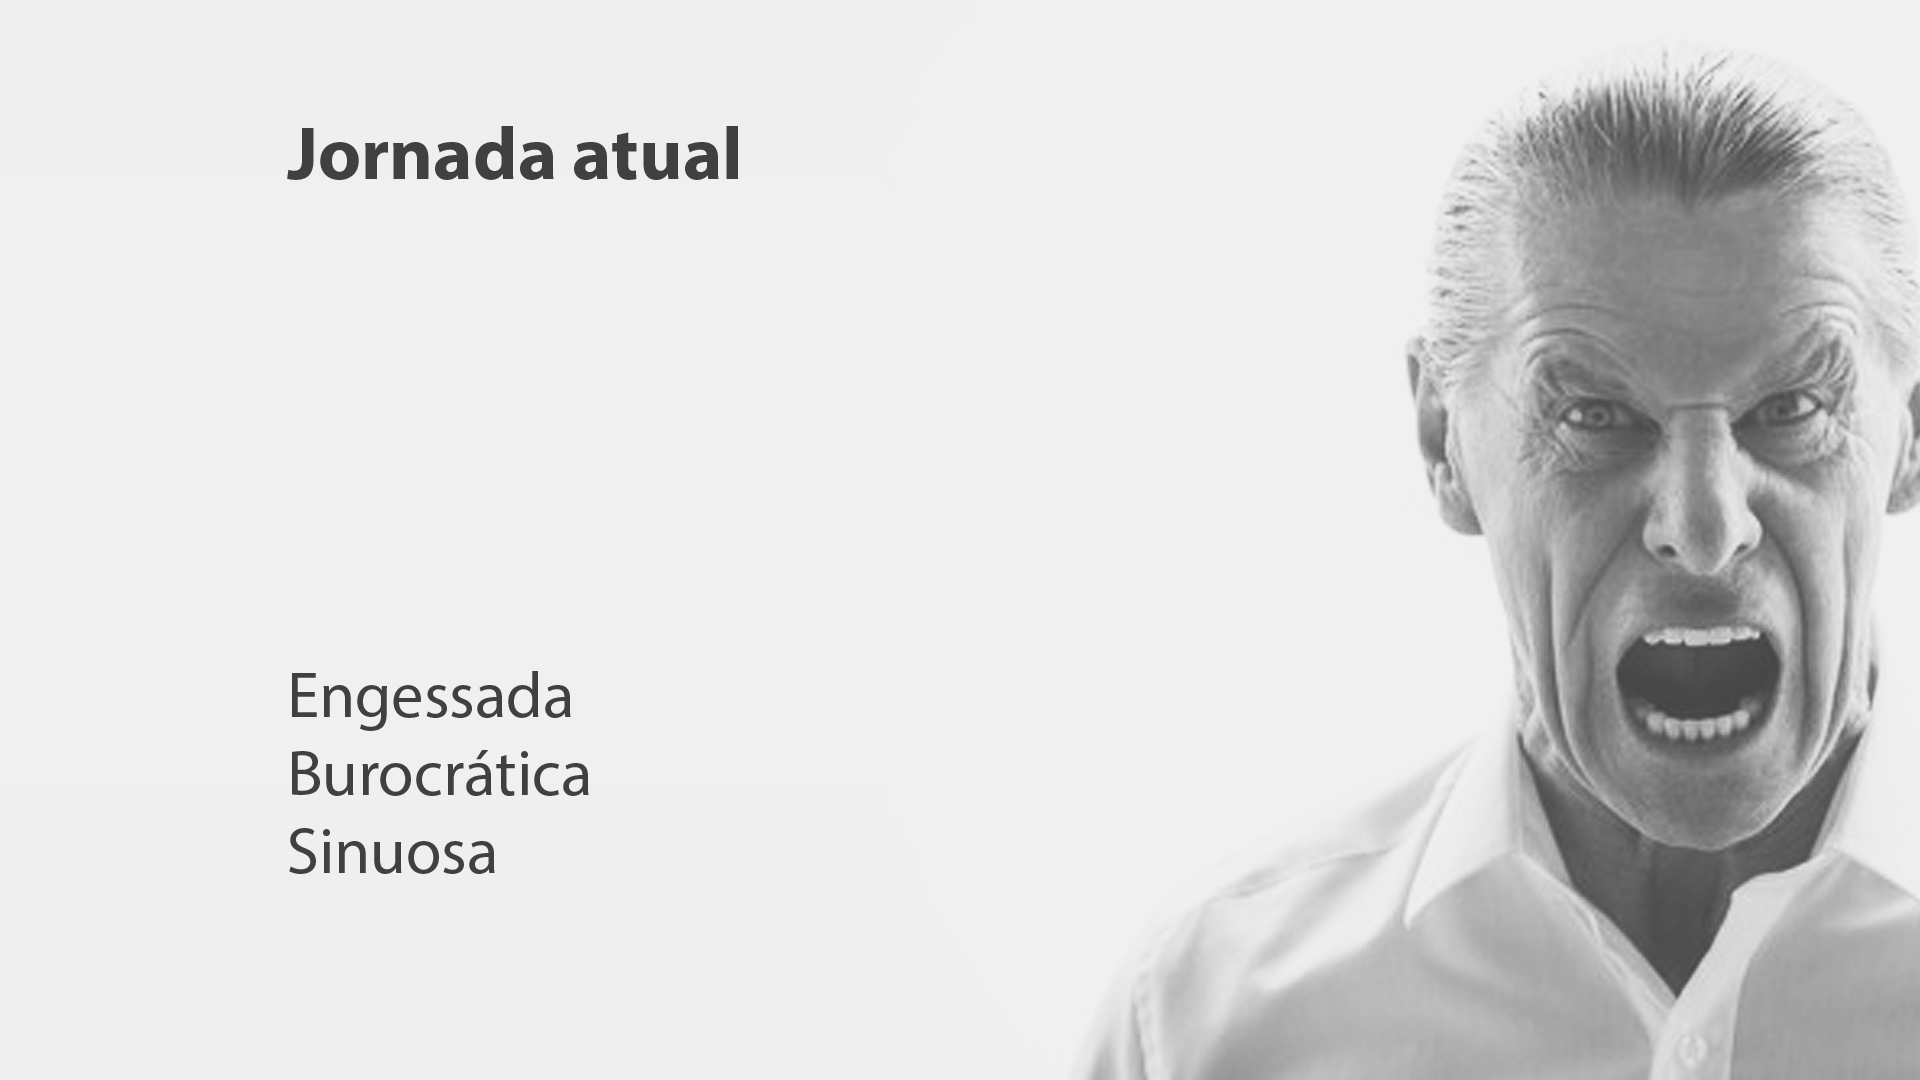 Jornada atual
Engessada
Burocrática
Sinuosa